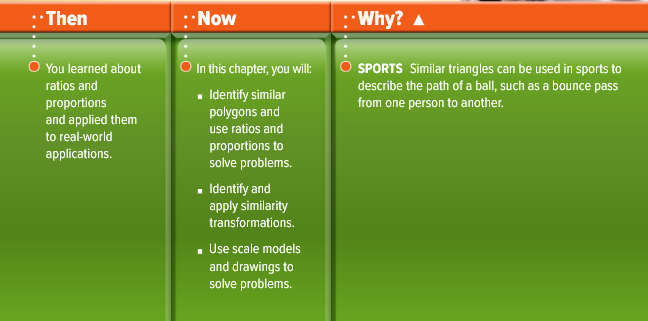 Then
You learned about
ratios and
proportions
and applied them
to real-world
applications.
Now
In this chapter, you will:
▪ Identify similar
polygons and
use ratios and
proportions to
solve problems.
▪ Identify and
apply similarity
transformations.
▪ Use scale models
and drawings to
solve problems.
Why? ▲
SPORTS Similar triangles can be used in sports to
describe the path of a ball, such as a bounce pass
from one person to another.